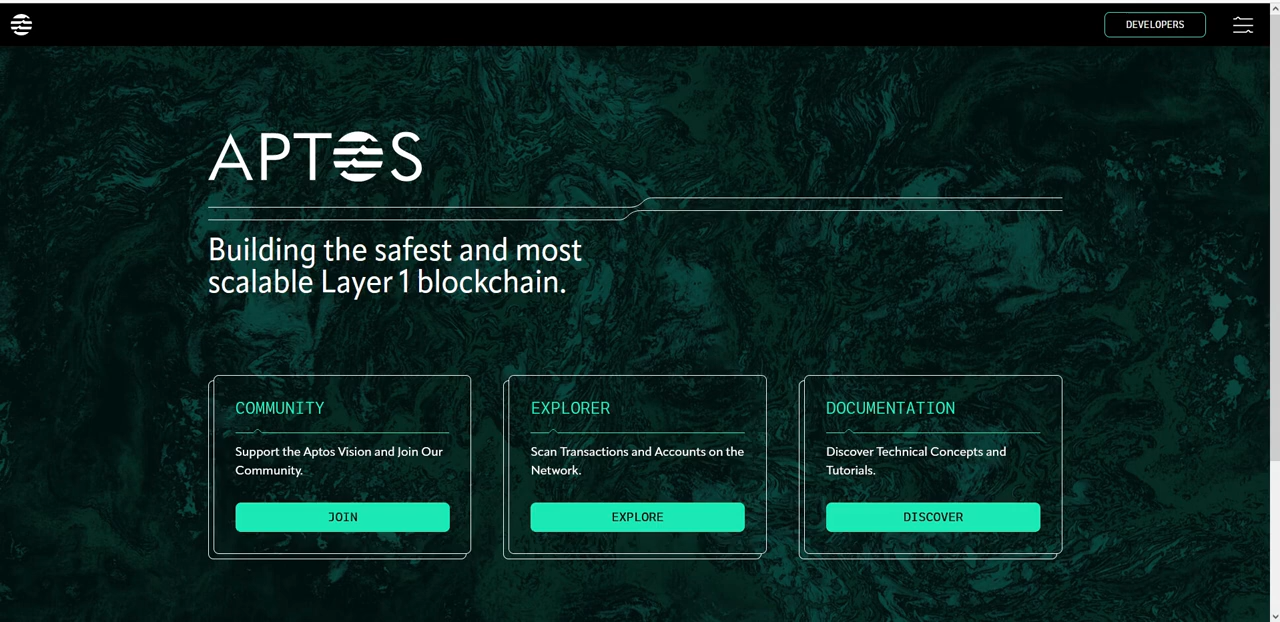 DEVELOPERS
APTOS
Building the safest and most
scalable Layer 1 blockchain.
COMMUNITY
Support the Aptos Vision and Join Our
Community.
JOIN
EXPLORER
Scan Transactions and Accounts on the
Network.
EXPLORE
DOCUMENTATION
Discover Technical Concepts and
Tutorials.
DISCOVER